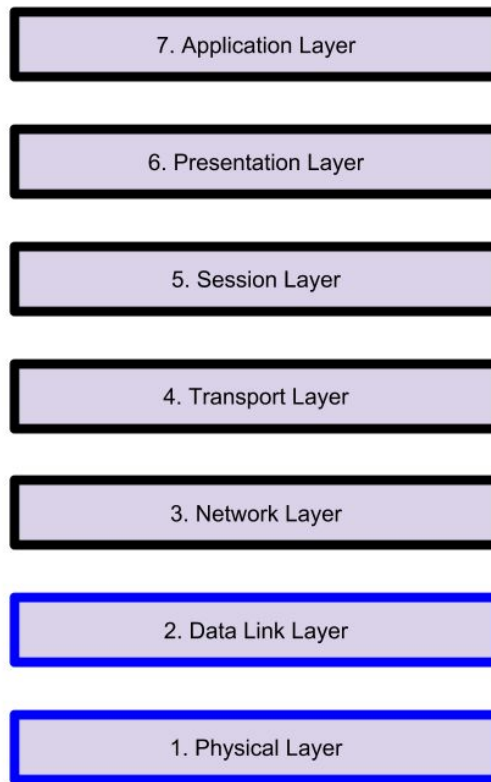 7. Application Layer
6. Presentation Layer
5. Session Layer
4. Transport Layer
3. Network Layer
2. Data Link Layer
1. Physical Layer